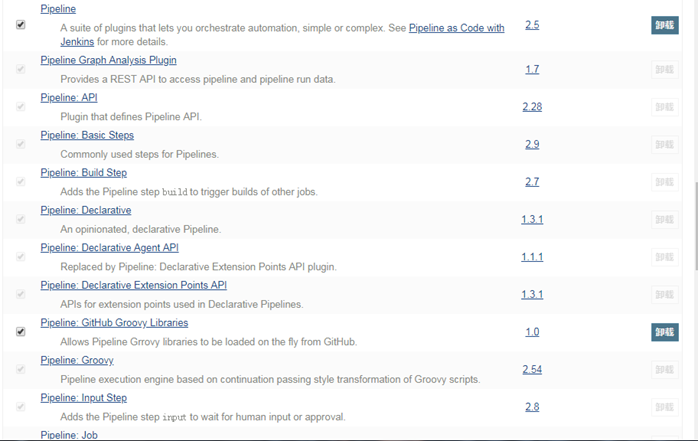 Pipeline
A suite of plugins that lets you orchestrate automation, simple or complex. See Pipeline as Code with
Jenkins for more details.
2.5
卸载
Pipeline Graph Analysis Plugin
Provides a REST API to access pipeline and pipeline run data.
1.7
卸载
Pipeline: API
Plugin that defines Pipeline API.
2.28
卸载
Pipeline: Basic Steps
Commonly used steps for Pipelines.
2.9
卸载
Pipeline: Build Step
Adds the Pipeline step build to trigger builds of other jobs.
2.7
卸载
Pipeline: Declarative
An opinionated, declarative Pipeline.
1.3.1
卸载
Pipeline: Declarative Agent API
Replaced by Pipeline: Declarative Extension Points API plugin.
1.1.1
卸载
Pipeline: Declarative Extension Points API
APIs for extension points used in Declarative Pipelines.
1.3.1
卸载
Pipeline: GitHub Groovy Libraries
Allows Pipeline Grrovy libraries to be loaded on the fly from GitHub.
1.0
卸载
Pipeline: Groovy
Pipeline execution engine based on continuation passing style transformation of Groovy scripts.
2.54
卸载
Pipeline: Input Step
Adds the Pipeline step input to wait for human input or approval.
2.8
卸载
Pipeline: Job